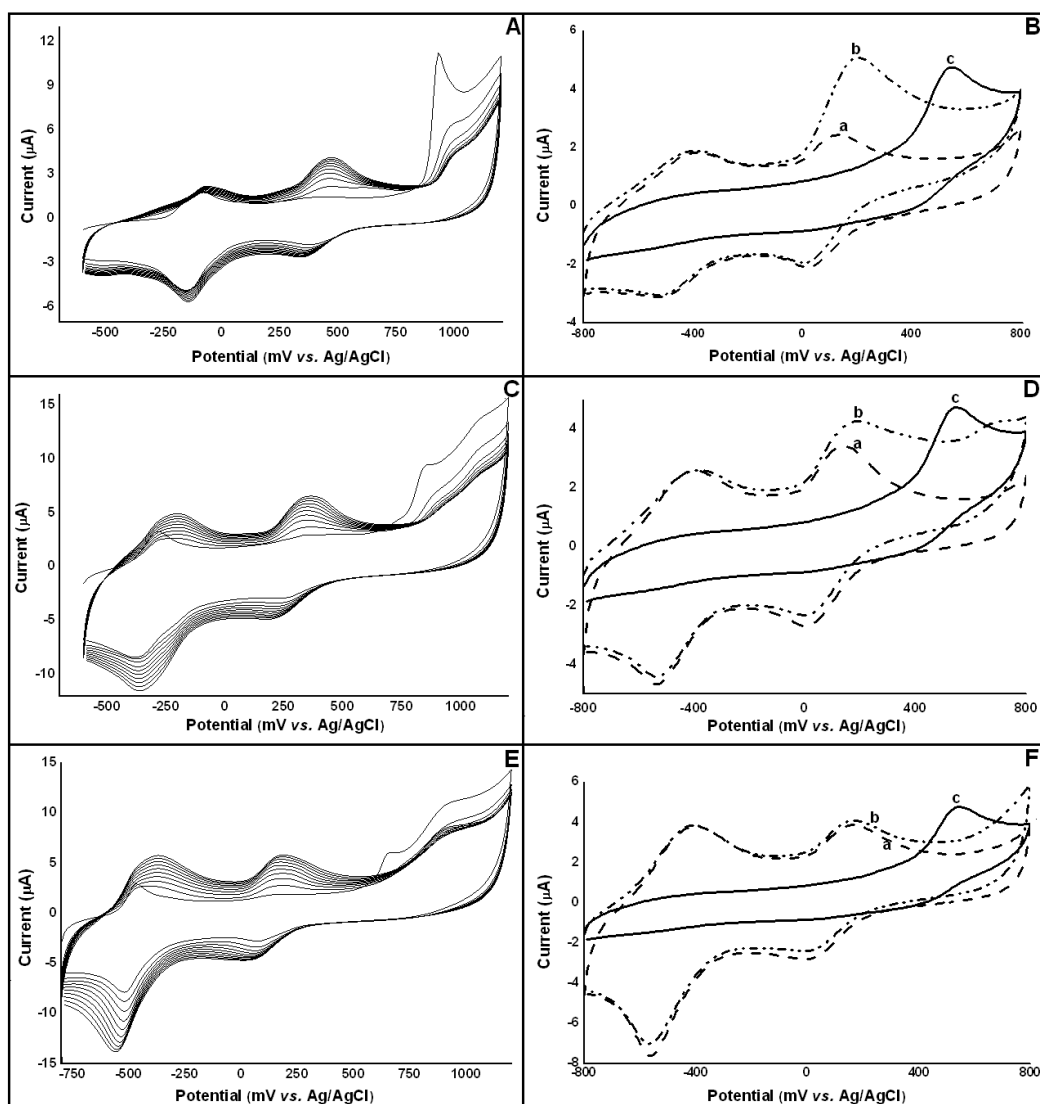 A
12
9
6
3
0
-3
-6
Current (μA)
-500 -250 0 250 500 750 1000
Potential (mV vs. Ag/AgCl)
B
6
4
2
0
-2
-4
Current (μA)
b
c
a
-800 -400 0 400 800
Potential (mV vs. Ag/AgCl)
C
15
10
5
0
-5
-10
Current (μA)
-500 -250 0 250 500 750 1000
Potential (mV vs. Ag/AgCl)
D
4
2
0
-2
-4
Current (μA)
b
c
a
-800 -400 0 400 800
Potential (mV vs. Ag/AgCl)
E
15
10
5
0
-5
-10
-15
Current (μA)
-750 -500 -250 0 250 500 750 1000
Potential (mV vs. Ag/AgCl)
F
6
4
2
0
-2
-4
-6
-8
Current (μA)
b
c
a
-800 -400 0 400 800
Potential (mV vs. Ag/AgCl)